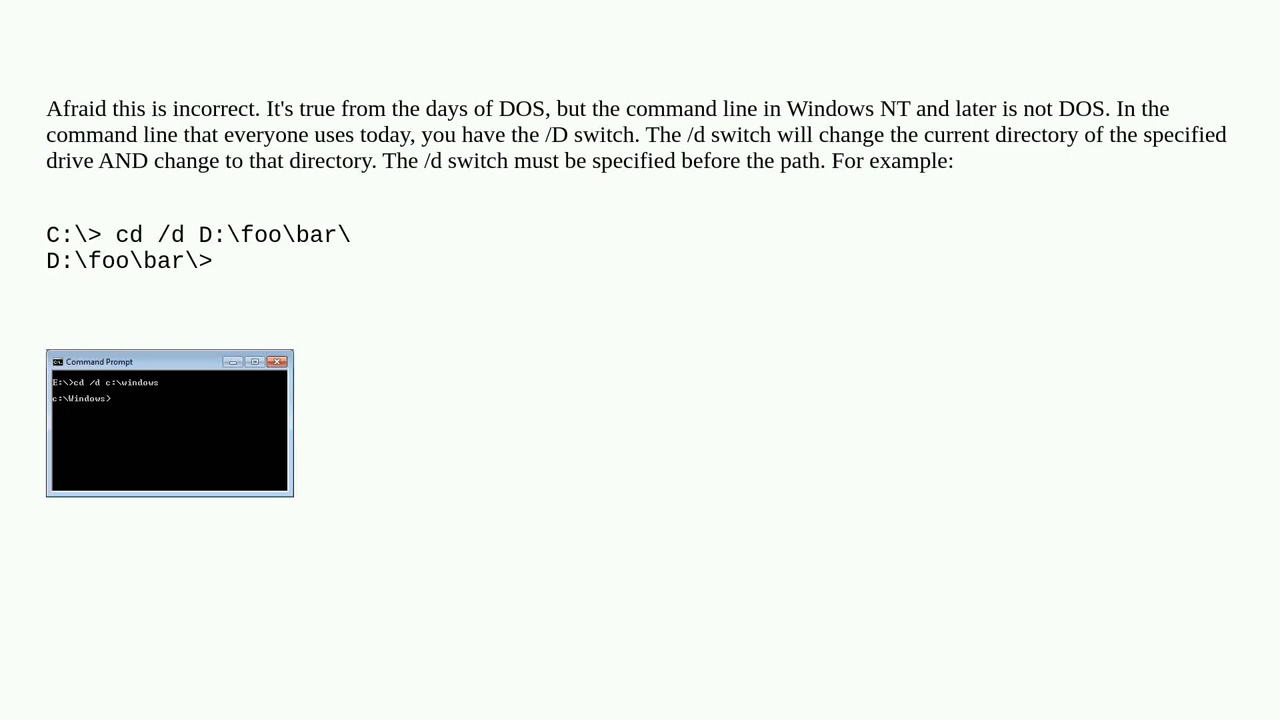 Afraid this is incorrect. It's true from the days of DOS, but the command line in Windows NT and later is not DOS. In the
command line that everyone uses today, you have the /D switch. The /d switch will change the current directory of the specified
drive AND change to that directory. The /d switch must be specified before the path. For example:
C:\> cd /d D:\foo\bar\
D:\foo\bar\>
Command Prompt
E:\>cd /d c:\windows
c:\Windows>